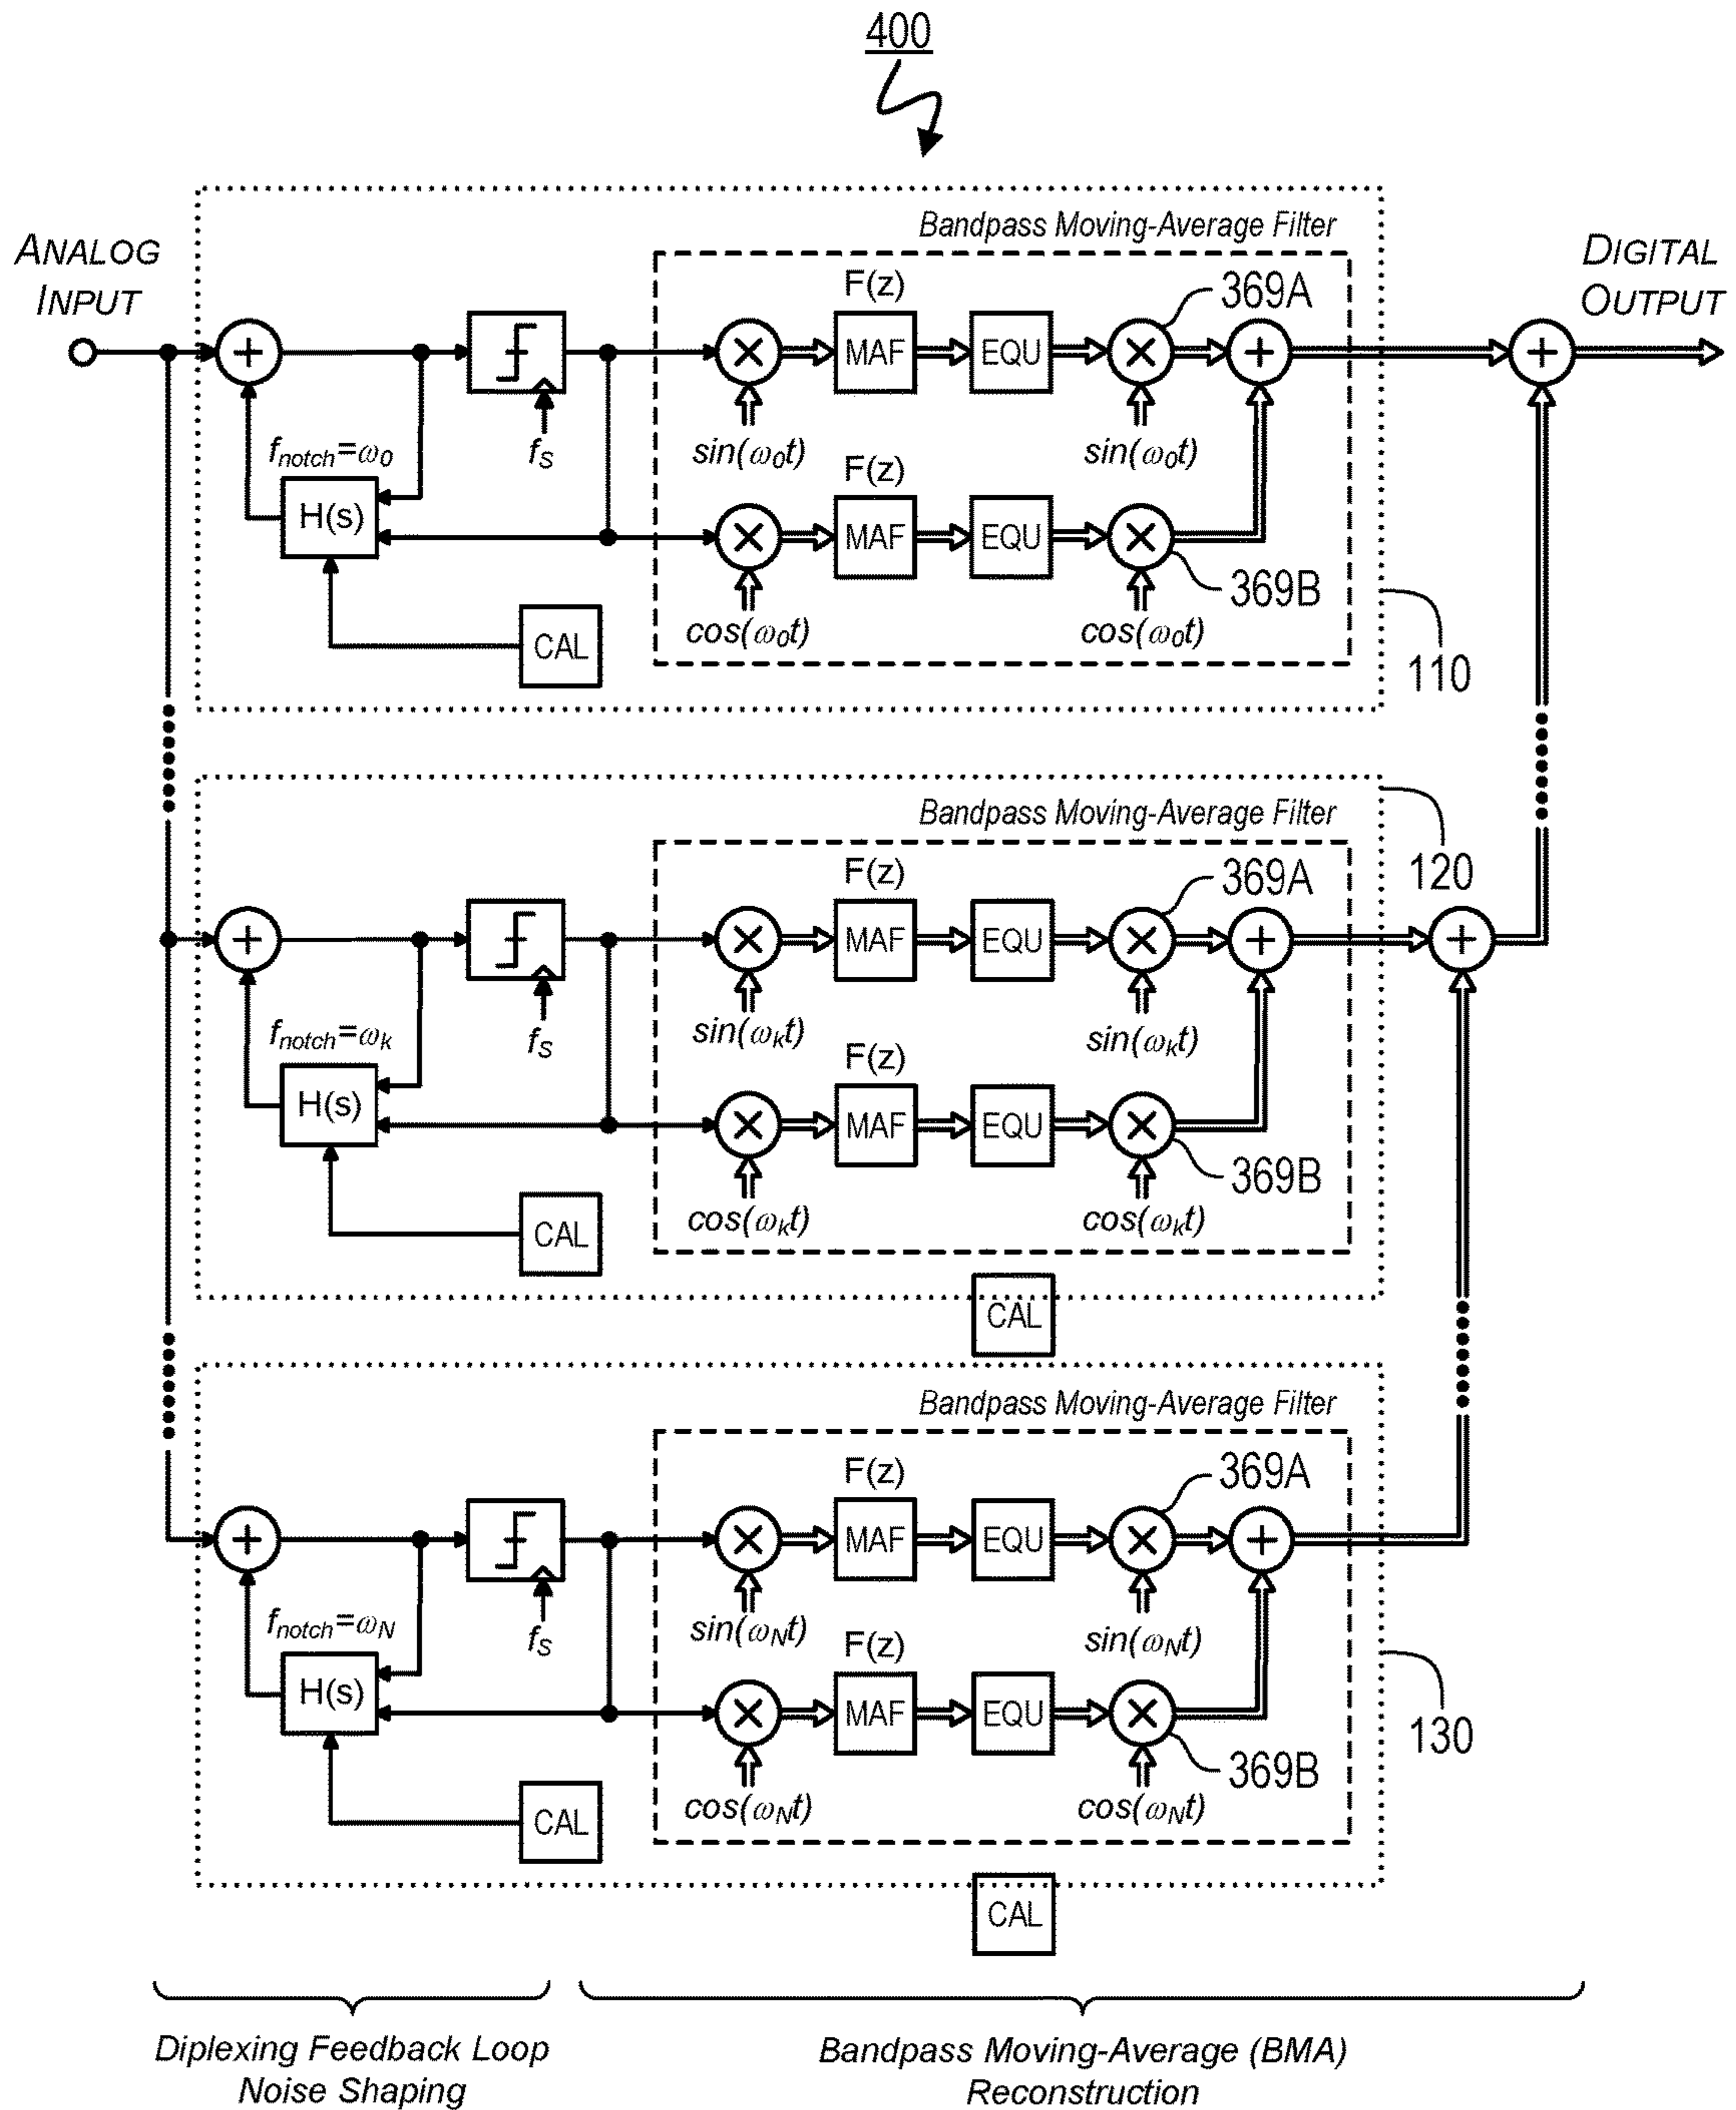 400
ANALOG
INPUT
DIGITAL
OUTPUT
Bandpass Moving-Average Filter
F(z)
369A
MAF
EQU
fnotch=ω0
fS
sin(ω0t)
sin(ω0t)
F(z)
H(s)
MAF
EQU
369B
CAL
cos(ω0t)
cos(ω0t)
110
Bandpass Moving-Average Filter
120
F(z)
369A
MAF
EQU
fnotch=ωk
fS
sin(ωkt)
sin(ωkt)
F(z)
H(s)
MAF
EQU
369B
CAL
cos(ωkt)
cos(ωkt)
CAL
Bandpass Moving-Average Filter
F(z)
369A
MAF
EQU
fnotch=ωN
fS
sin(ωNt)
sin(ωNt)
F(z)
H(s)
MAF
EQU
130
369B
CAL
cos(ωNt)
cos(ωNt)
CAL
Diplexing Feedback Loop
Noise Shaping
Bandpass Moving-Average (BMA)
Reconstruction